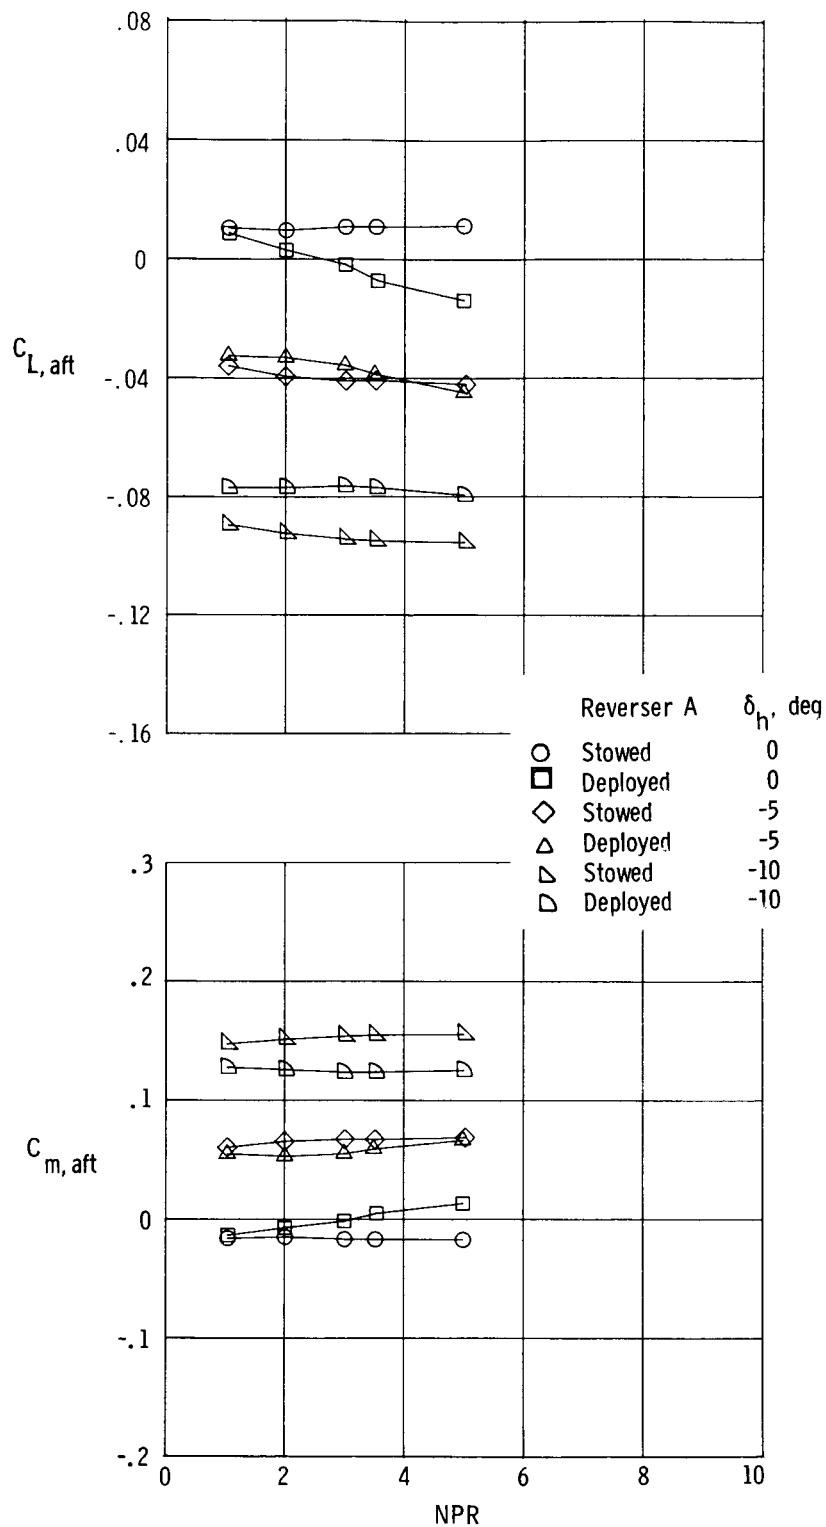 .08
.04
0
C L, aft
-.04
-.08
-.12
-.16
Reverser A δh, deg
Stowed 0
Deployed 0
Stowed -5
Deployed -5
Stowed -10
Deployed -10
.3
.2
.1
C m, aft
0
-.1
-.2
0 2 4 6 8 10
NPR